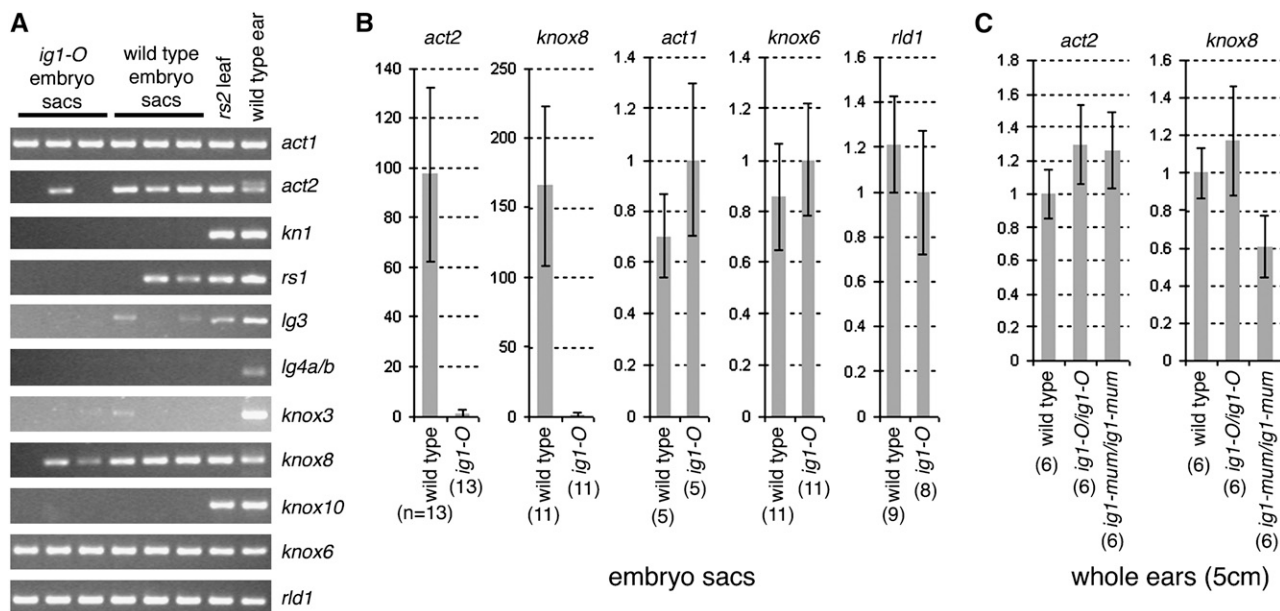 A
ig1-O
embryo
sacs
wild type
embryo
sacs
rs2 leaf
wild type ear
act1
act2
kn1
rs1
lg3
lg4a/b
knox3
knox8
knox10
knox6
rld1
B
act2
140
120
100
80
60
40
20
0
wild type
(n=13)
ig1-O
(13)
knox8
250
200
150
100
50
0
wild type
(11)
ig1-O
(11)
act1
1.4
1.2
1
0.8
0.6
0.4
0.2
0
wild type
(5)
ig1-O
(5)
knox6
1.4
1.2
1
0.8
0.6
0.4
0.2
0
wild type
(11)
ig1-O
(11)
rld1
1.6
1.4
1.2
1
0.8
0.6
0.4
0.2
0
wild type
(9)
ig1-O
(8)
embryo sacs
C
act2
1.8
1.6
1.4
1.2
1
0.8
0.6
0.4
0.2
0
(6) wild type
(6) ig1-O/ig1-O
(6) ig1-mum/ig1-mum
knox8
1.6
1.4
1.2
1
0.8
0.6
0.4
0.2
0
(6) wild type
(6) ig1-O/ig1-O
(6) ig1-mum/ig1-mum
whole ears (5cm)